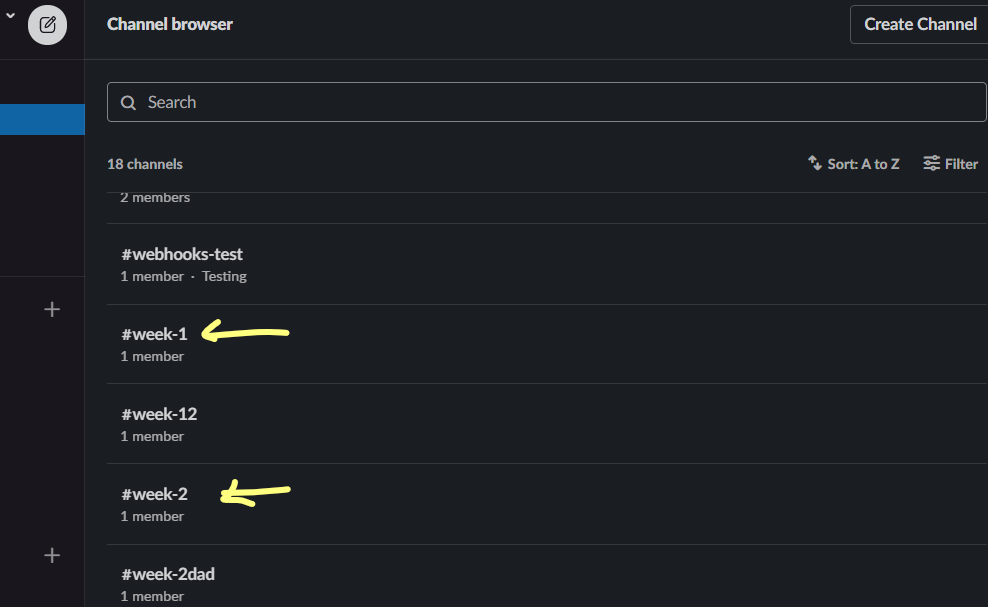 Channel browser
Create Channel
Search
18 channels
Sort: A to Z
Filter
2 members
#webhooks-test
1 member · Testing
#week-1
1 member
#week-12
1 member
#week-2
1 member
#week-2dad
1 member